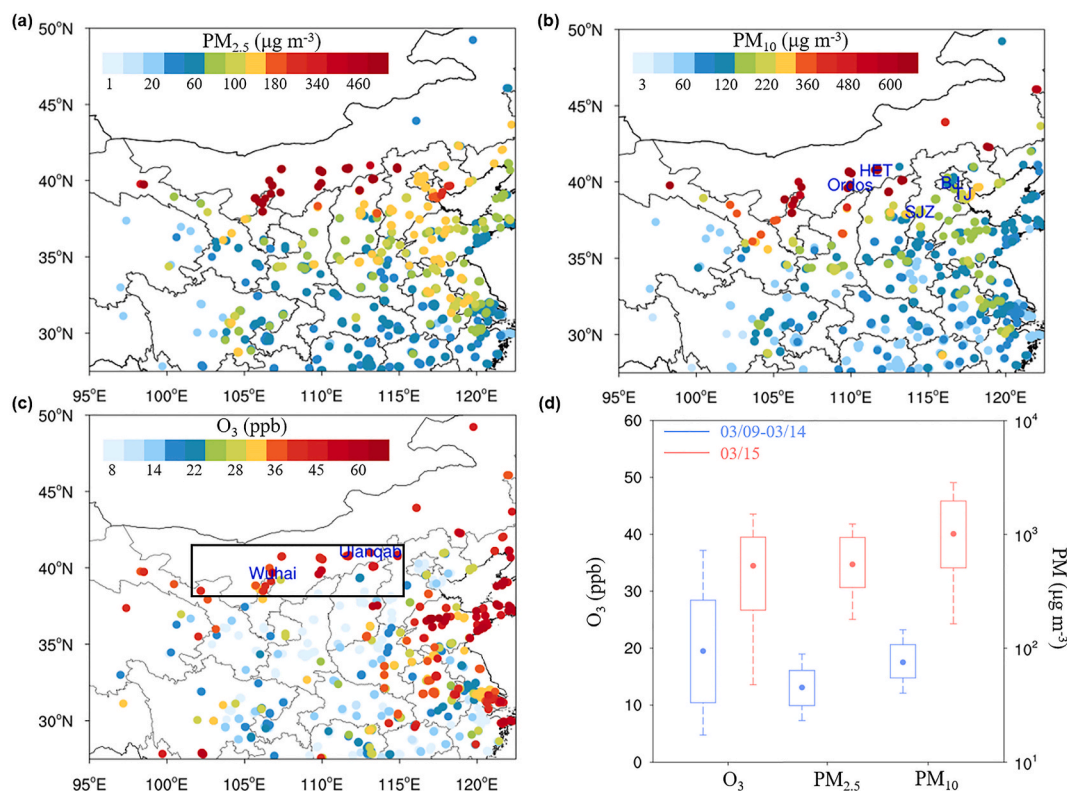 (a)
PM2.5 (μg m-3)
1 20 60 100 180 340 460
50°N
45°N
40°N
35°N
30°N
95°E 100°E 105°E 110°E 115°E 120°E
(b)
PM10 (μg m-3)
3 60 120 220 360 480 600
50°N
45°N
40°N
35°N
30°N
HET
Ordos
BJ
TJ
SJZ
95°E 100°E 105°E 110°E 115°E 120°E
(c)
O3 (ppb)
8 14 22 28 36 45 60
50°N
45°N
40°N
35°N
30°N
Ulanqab
Wuhai
95°E 100°E 105°E 110°E 115°E 120°E
(d)
03/09-03/14
03/15
O3 (ppb)
60
50
40
30
20
10
0
PM (μg m-3)
10^4
10^3
10^2
10^1
O3 PM2.5 PM10